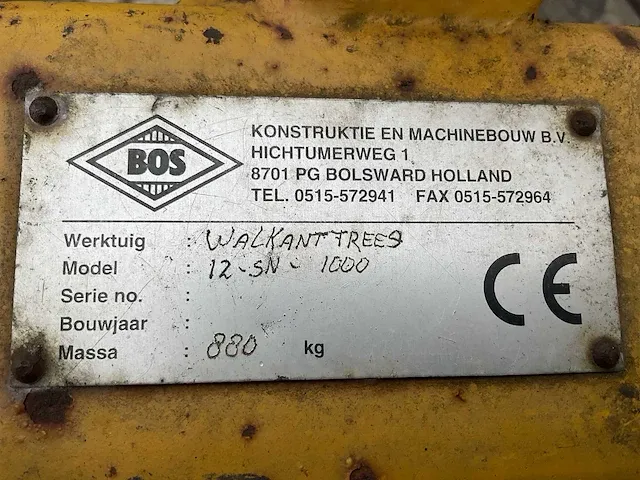 BOS
KONSTRUKTIE EN MACHINEBOUW B.V.
HICHTUMERWEG 1
8701 PG BOLSWARD HOLLAND
TEL. 0515-572941 FAX 0515-572964
Werktuig : WALKANTFREES
Model : 12-SN-1000
Serie no. :
Bouwjaar :
Massa : 880 kg
CE